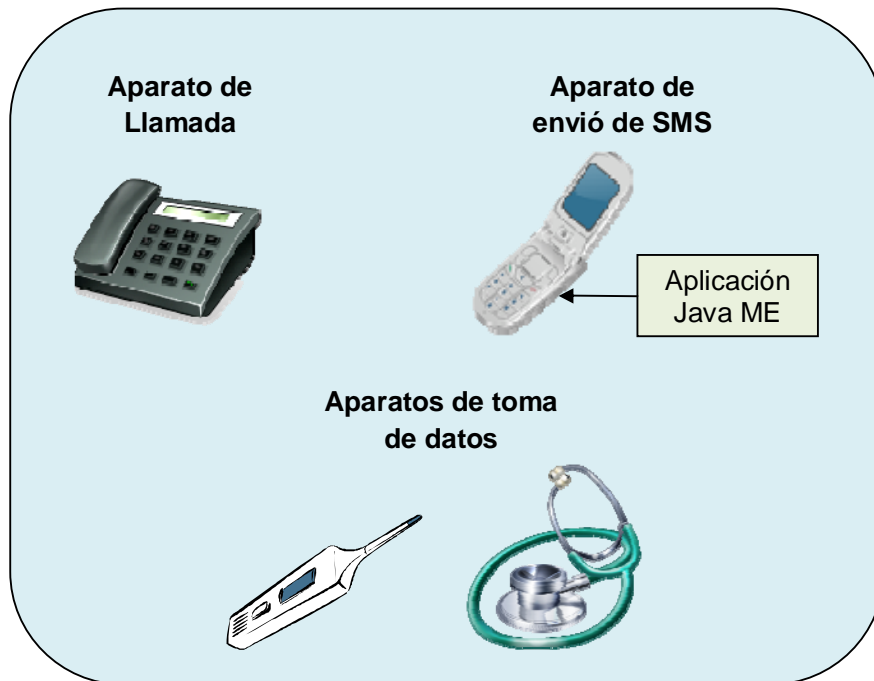 Aparato de
Llamada
Aparato de
envió de SMS
Aplicación
Java ME
Aparatos de toma
de datos